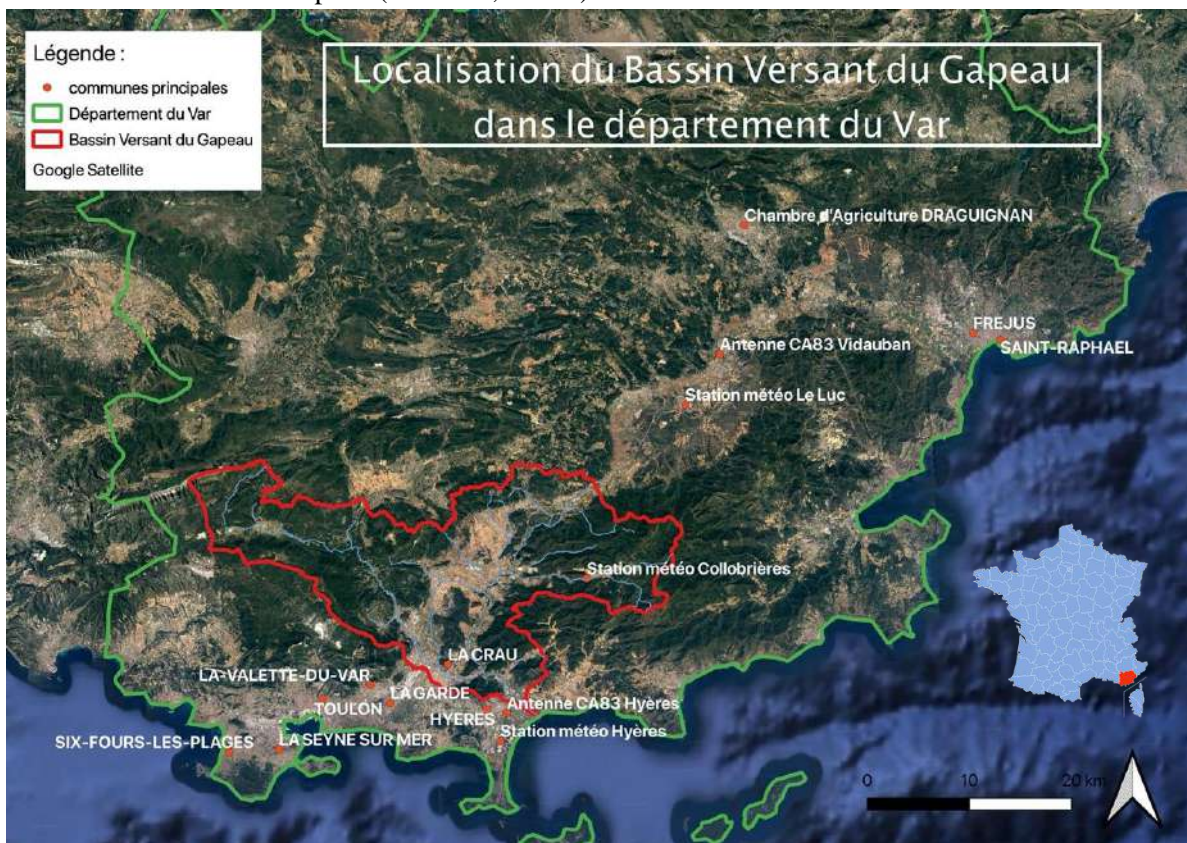 Légende :
communes principales
Département du Var
Bassin Versant du Gapeau
Google Satellite
Localisation du Bassin Versant du Gapeau
dans le département du Var
Chambre d'Agriculture DRAGUIGNAN
FREJUS
SAINT-RAPHAEL
Antenne CA83 Vidauban
Station météo Le Luc
Station météo Collobrières
LA CRAU
LA-VALETTE-DU-VAR
LA GARDE
TOULON
HYERES
Antenne CA83 Hyères
Station météo Hyères
SIX-FOURS-LES-PLAGES
LA SEYNE SUR MER
0 10 20 km